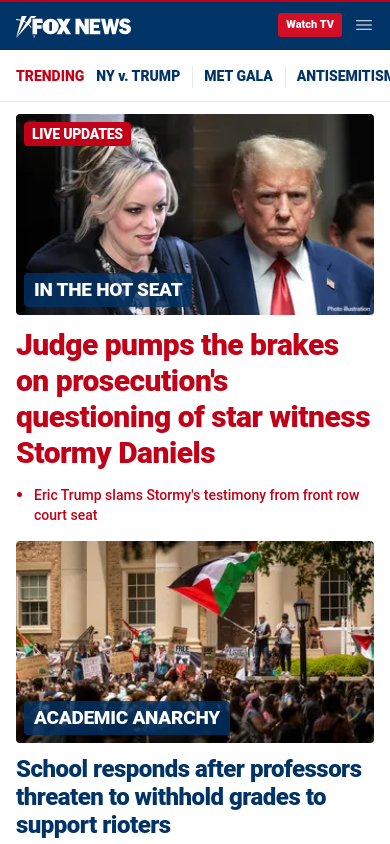 FOX NEWS
Watch TV
TRENDING NY v. TRUMP MET GALA ANTISEMITISM
LIVE UPDATES
IN THE HOT SEAT
Photo illustration
Judge pumps the brakes
on prosecution's
questioning of star witness
Stormy Daniels
• Eric Trump slams Stormy's testimony from front row
court seat
FREE
ACADEMIC ANARCHY
School responds after professors
threaten to withhold grades to
support rioters